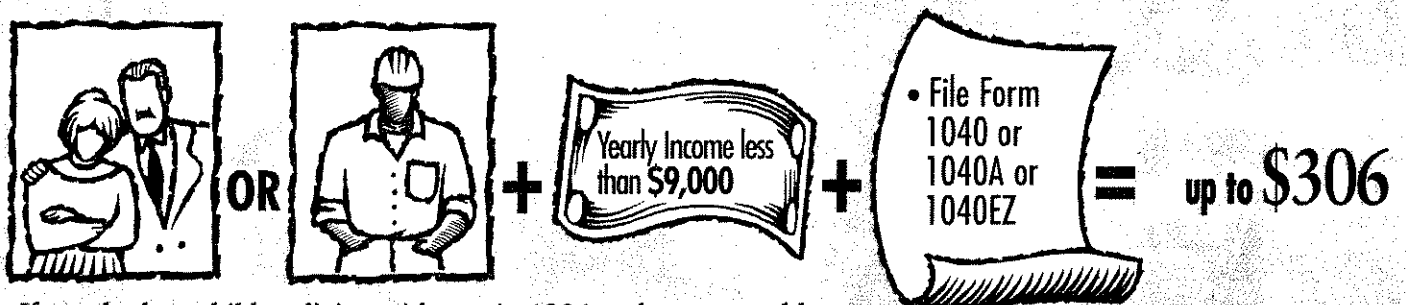 OR
+
Yearly Income less
than $9,000
+
• File Form
1040 or
1040A or
1040EZ
=
up to $306